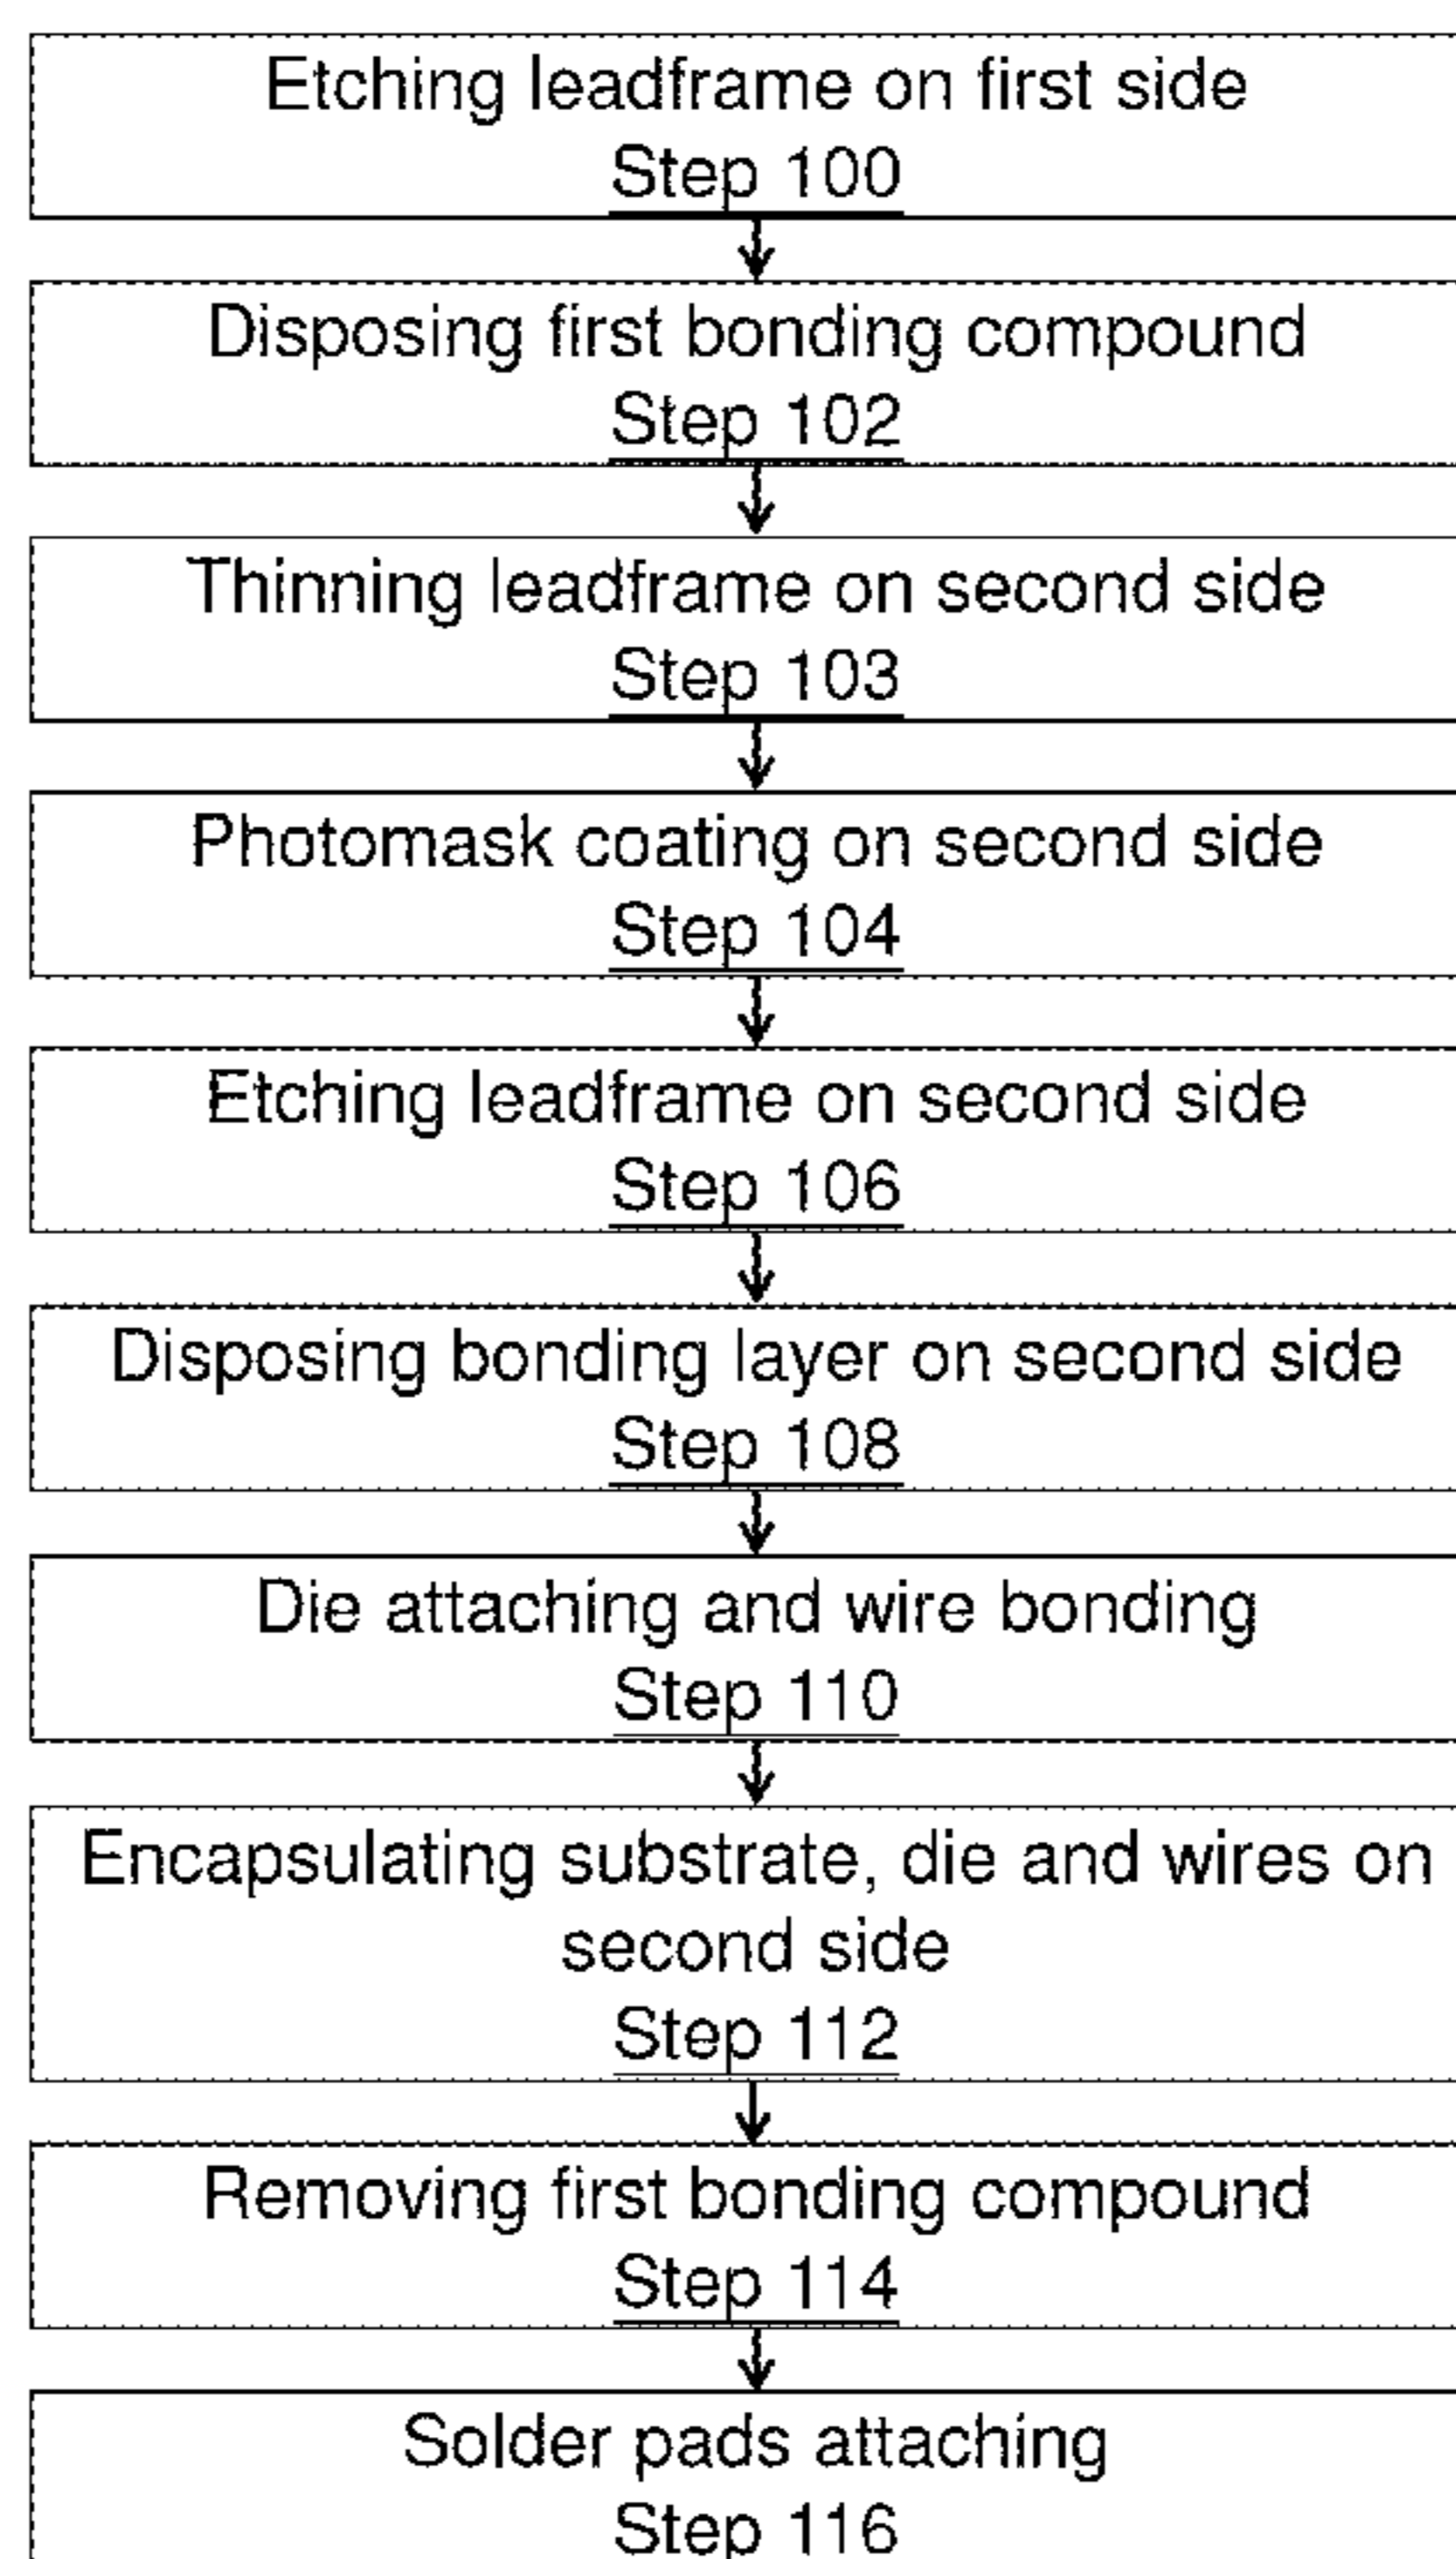 Etching leadframe on first side
Step 100
Disposing first bonding compound
Step 102
Thinning leadframe on second side
Step 103
Photomask coating on second side
Step 104
Etching leadframe on second side
Step 106
Disposing bonding layer on second side
Step 108
Die attaching and wire bonding
Step 110
Encapsulating substrate, die and wires on
second side
Step 112
Removing first bonding compound
Step 114
Solder pads attaching
Step 116